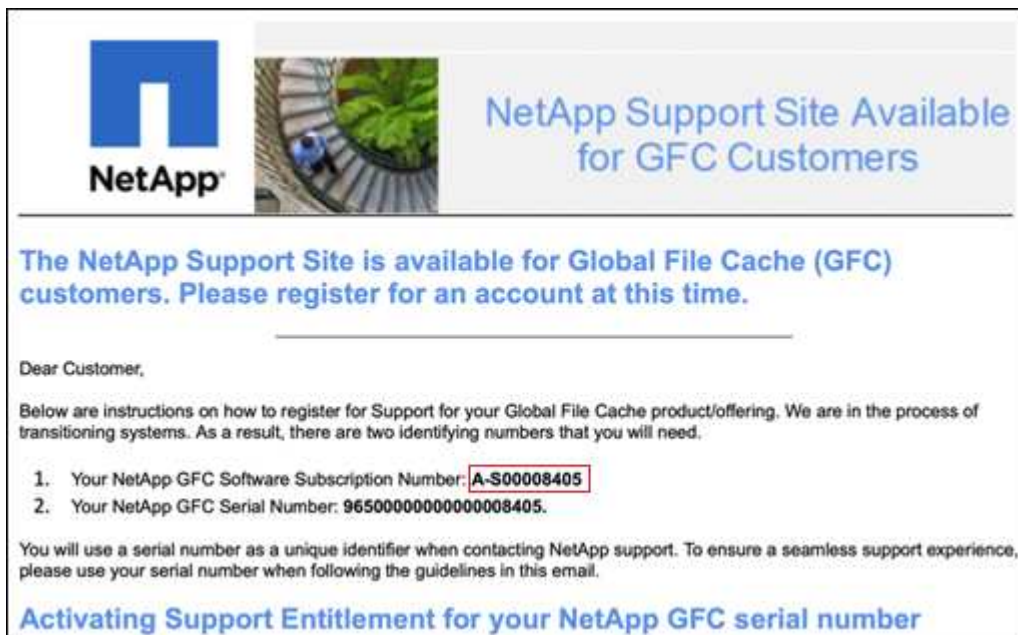 NetApp
NetApp Support Site Available
for GFC Customers
The NetApp Support Site is available for Global File Cache (GFC)
customers. Please register for an account at this time.
Dear Customer,
Below are instructions on how to register for Support for your Global File Cache product/offering. We are in the process of
transitioning systems. As a result, there are two identifying numbers that you will need.
1. Your NetApp GFC Software Subscription Number: A-S00008405
2. Your NetApp GFC Serial Number: 96500000000000008405.
You will use a serial number as a unique identifier when contacting NetApp support. To ensure a seamless support experience,
please use your serial number when following the guidelines in this email.
Activating Support Entitlement for your NetApp GFC serial number